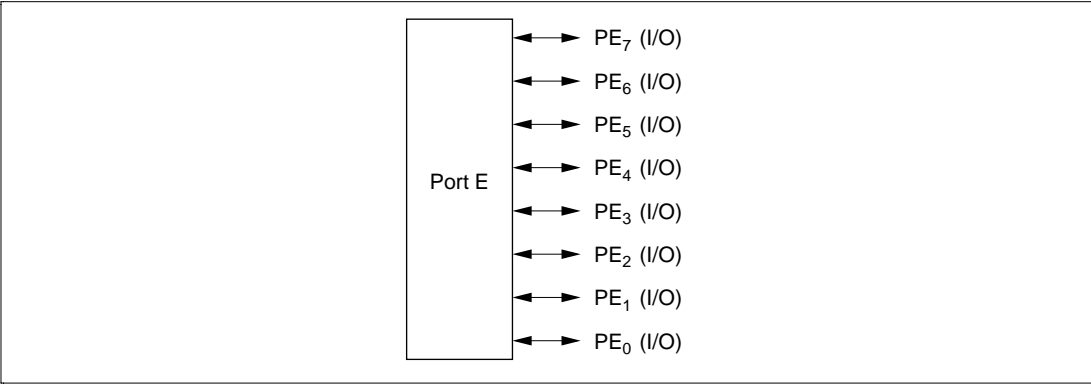 PE₇ (I/O)
PE₆ (I/O)
PE₅ (I/O)
PE₄ (I/O)
Port E
PE₃ (I/O)
PE₂ (I/O)
PE₁ (I/O)
PE₀ (I/O)